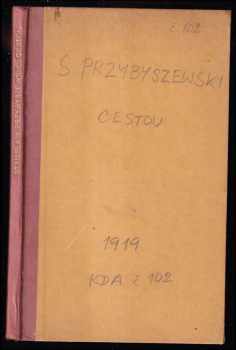 č 102
S PRZYBYSZEWSKI
CESTOU
1919
KDA č 102